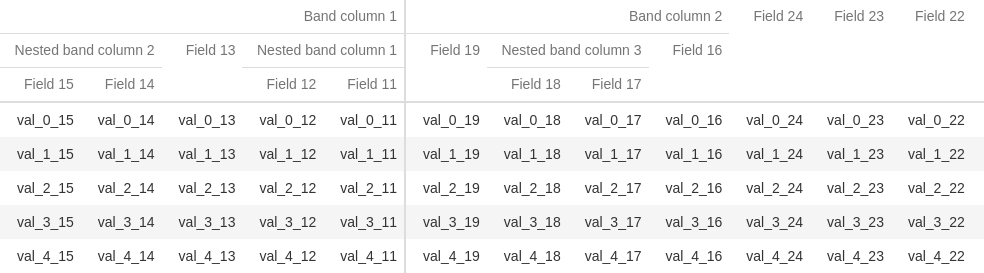 Band column 1 Band column 2 Field 24 Field 23 Field 22
Nested band column 2 Field 13 Nested band column 1 Field 19 Nested band column 3 Field 16
Field 15 Field 14 Field 12 Field 11 Field 18 Field 17
val_0_15 val_0_14 val_0_13 val_0_12 val_0_11 val_0_19 val_0_18 val_0_17 val_0_16 val_0_24 val_0_23 val_0_22
val_1_15 val_1_14 val_1_13 val_1_12 val_1_11 val_1_19 val_1_18 val_1_17 val_1_16 val_1_24 val_1_23 val_1_22
val_2_15 val_2_14 val_2_13 val_2_12 val_2_11 val_2_19 val_2_18 val_2_17 val_2_16 val_2_24 val_2_23 val_2_22
val_3_15 val_3_14 val_3_13 val_3_12 val_3_11 val_3_19 val_3_18 val_3_17 val_3_16 val_3_24 val_3_23 val_3_22
val_4_15 val_4_14 val_4_13 val_4_12 val_4_11 val_4_19 val_4_18 val_4_17 val_4_16 val_4_24 val_4_23 val_4_22